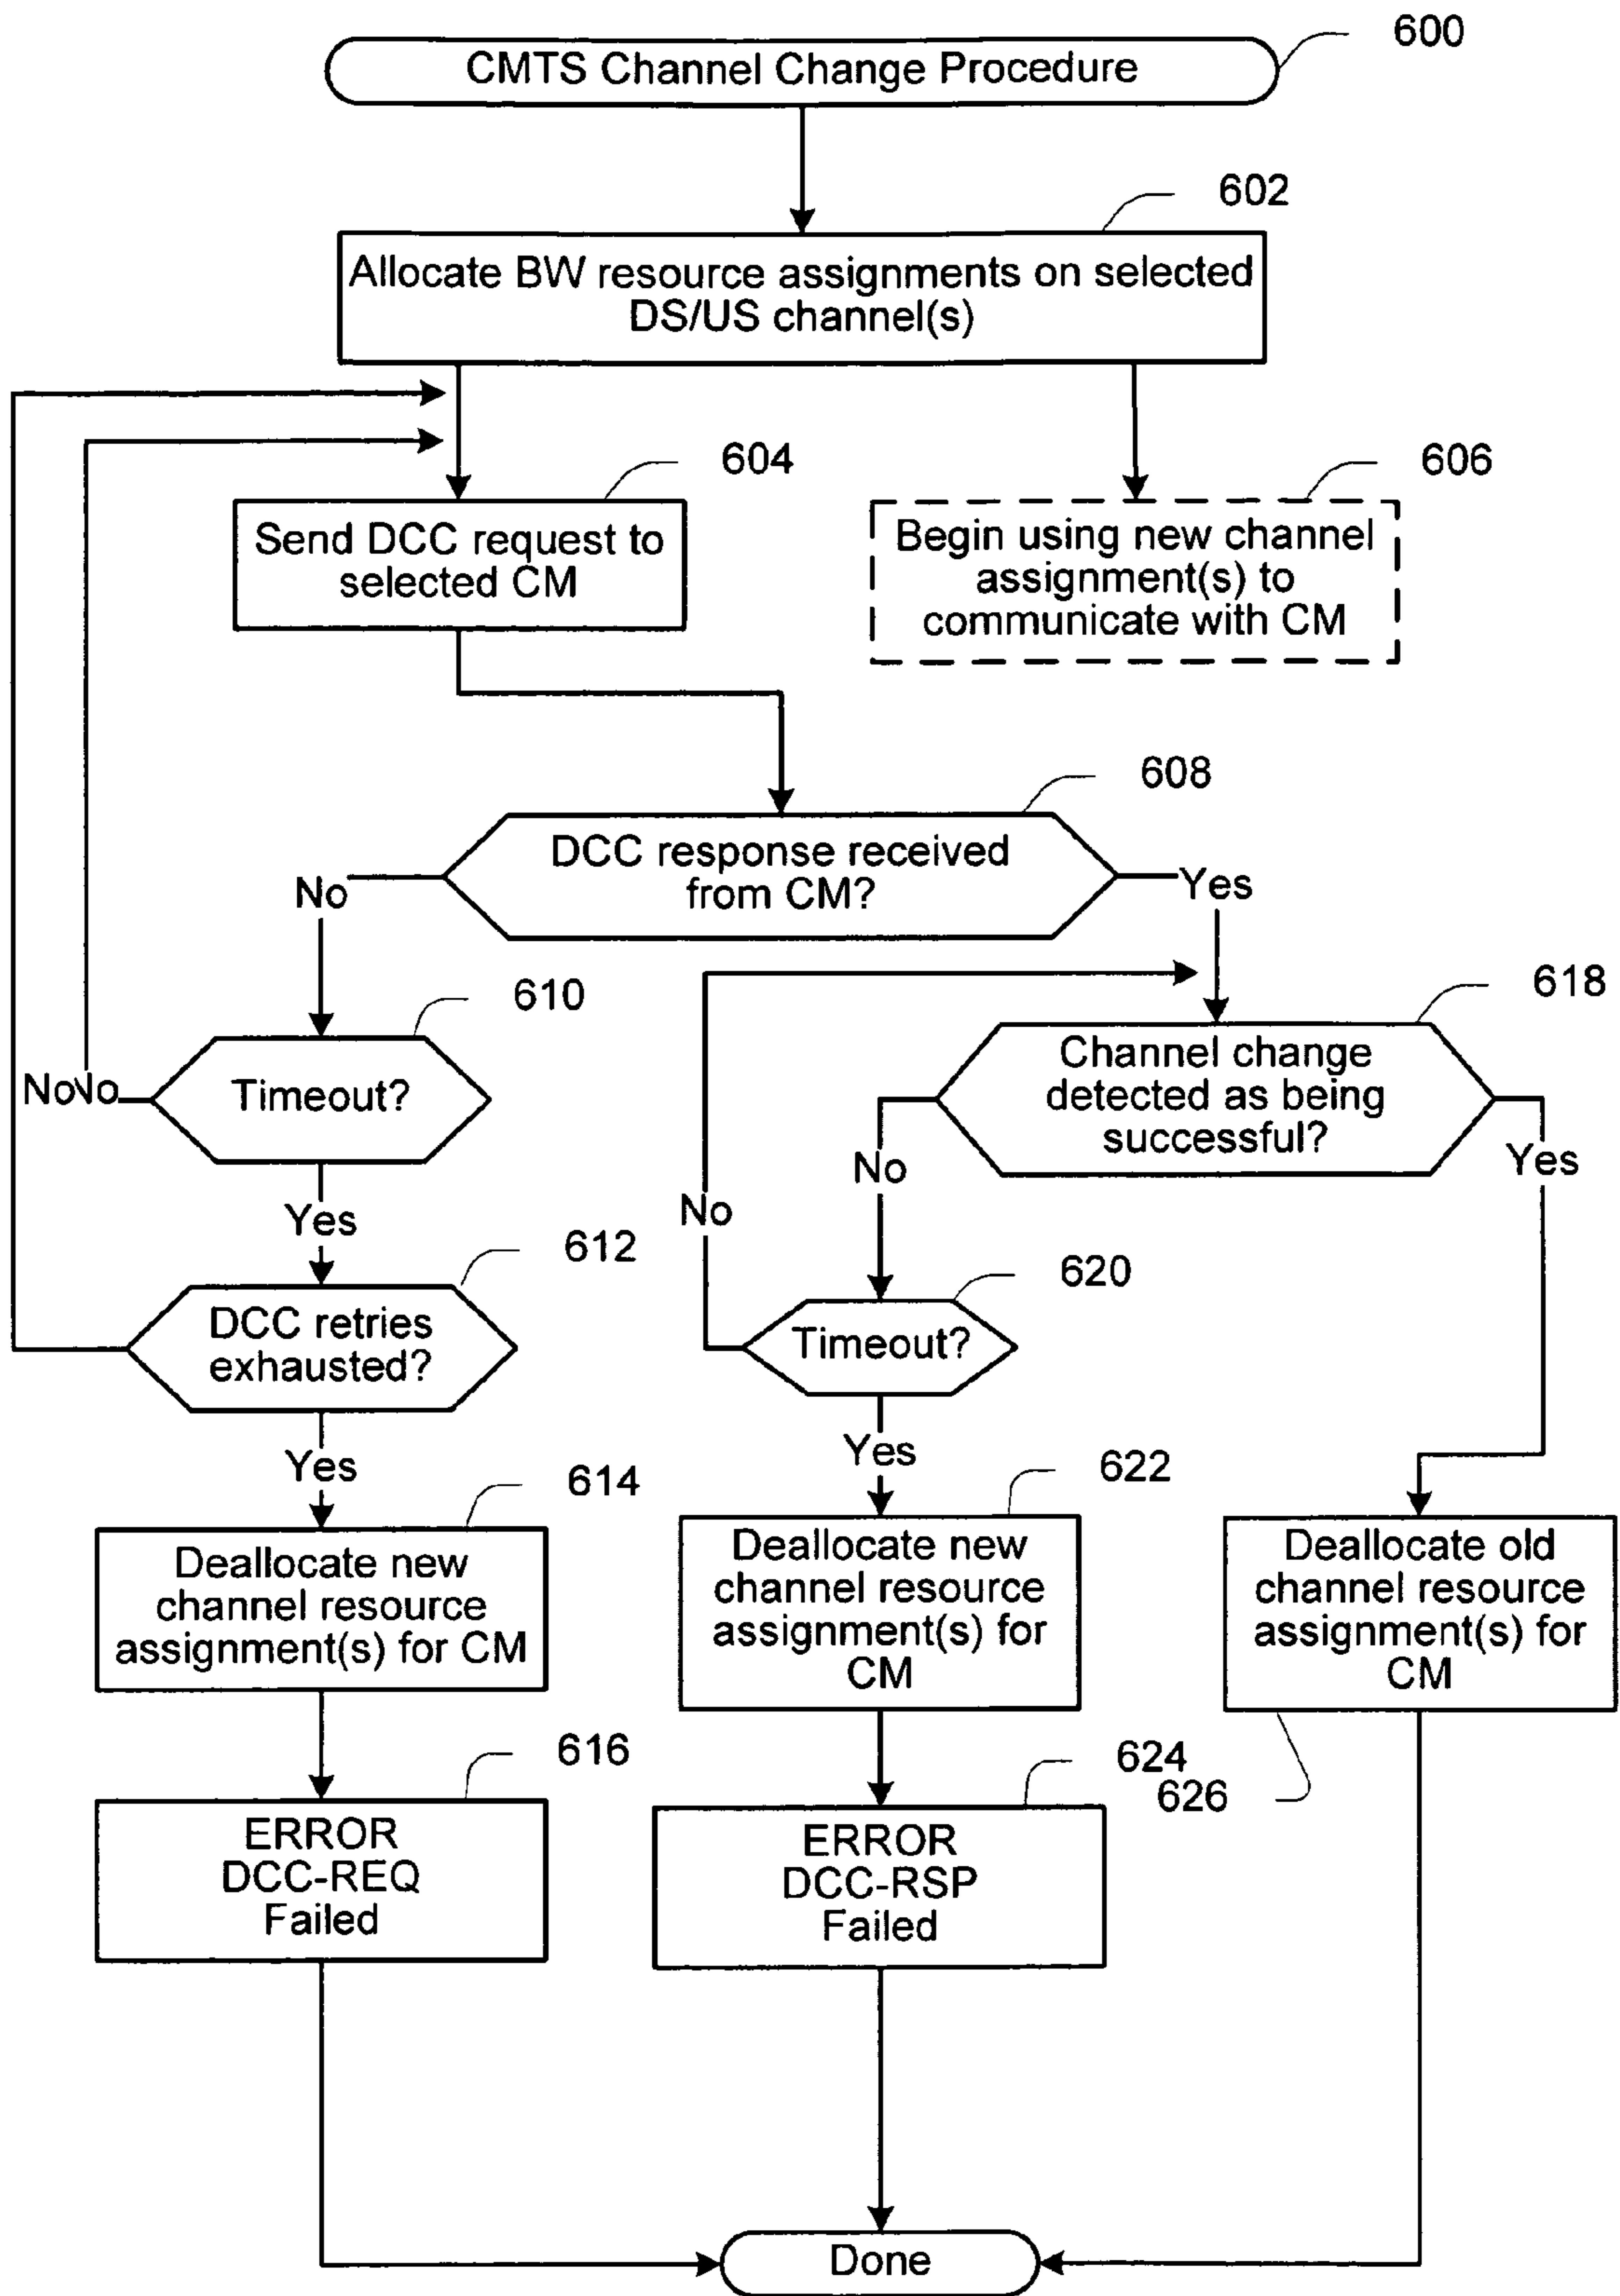 600
CMTS Channel Change Procedure
602
Allocate BW resource assignments on selected
DS/US channel(s)
604
606
Send DCC request to
selected CM
Begin using new channel
assignment(s) to
communicate with CM
608
DCC response received
from CM?
No
Yes
610
618
Timeout?
No
No
Channel change
detected as being
successful?
No
Yes
No
Yes
612
620
DCC retries
exhausted?
Timeout?
Yes
Yes
614
622
Deallocate new
channel resource
assignment(s) for CM
Deallocate new
channel resource
assignment(s) for
CM
Deallocate old
channel resource
assignment(s) for
CM
616
624
626
ERROR
DCC-REQ
Failed
ERROR
DCC-RSP
Failed
Done